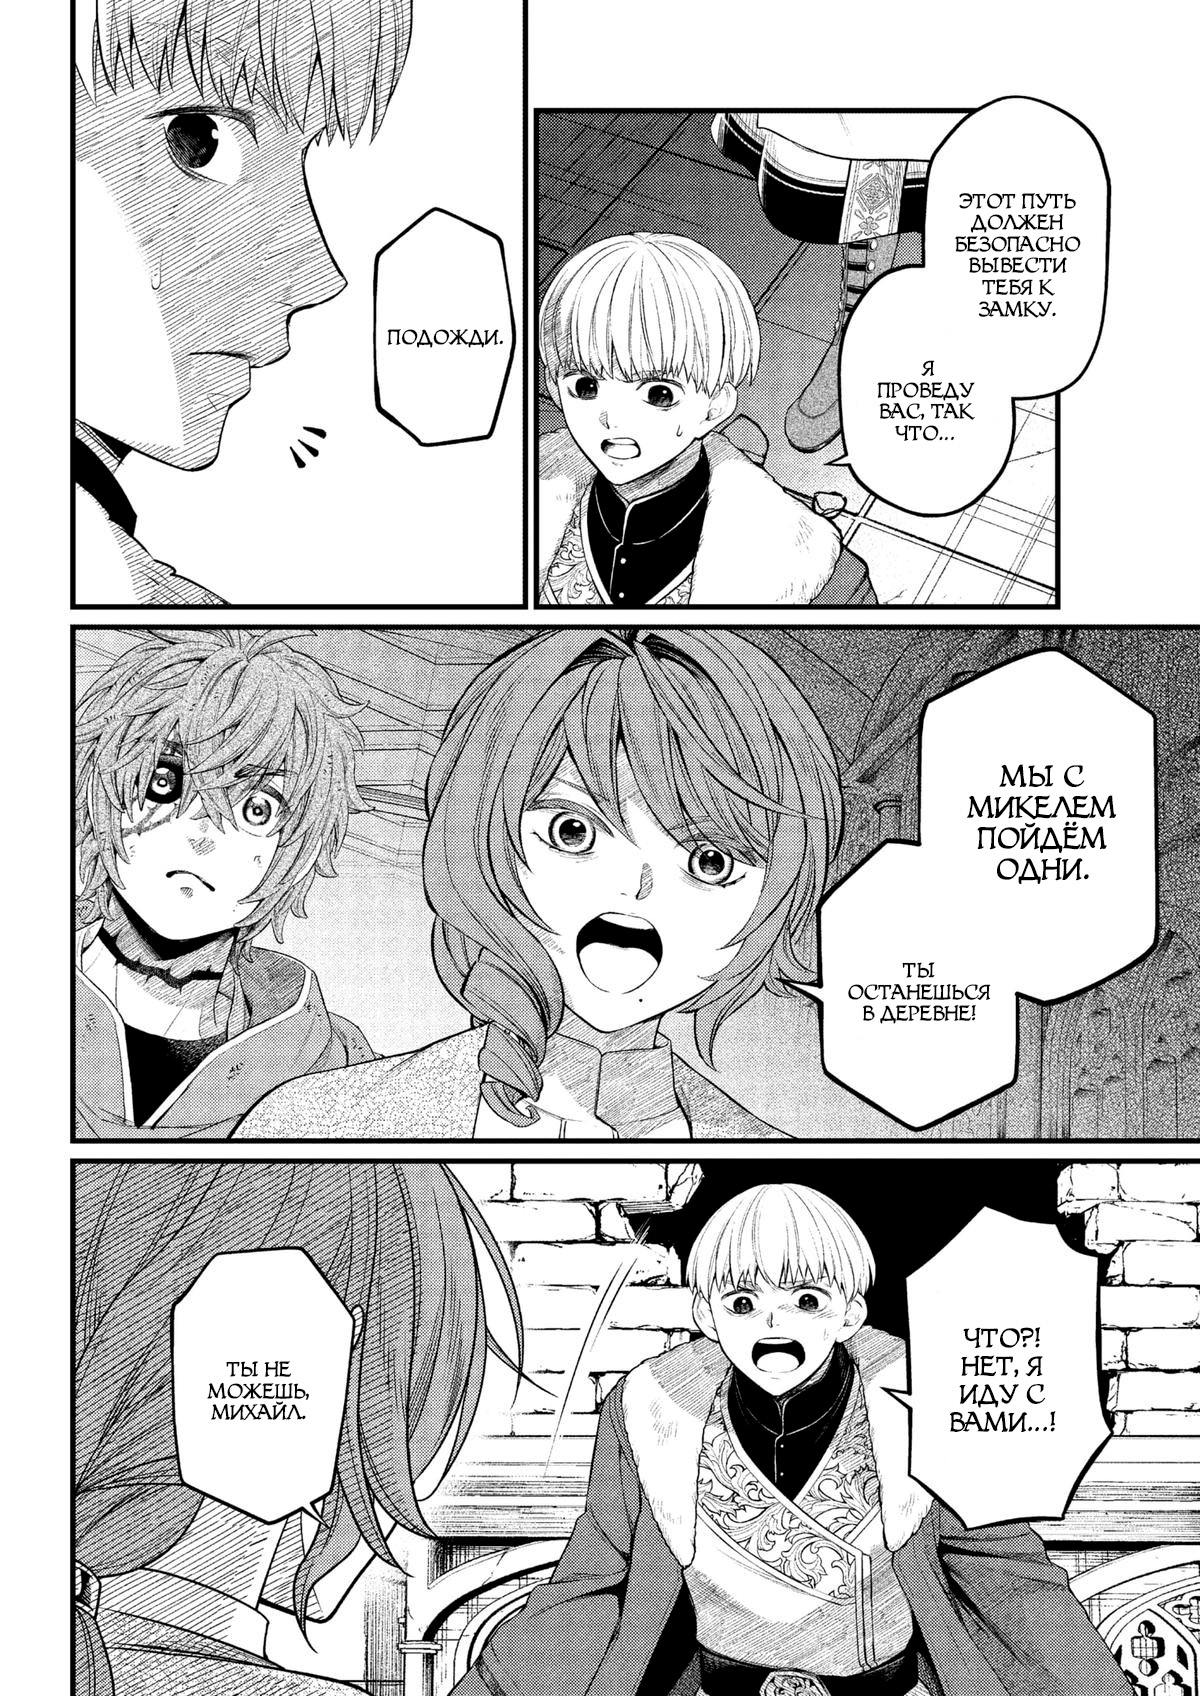 ЭТОТ ПУТЬ
ДОЛЖЕН
БЕЗОПАСНО
ВЫВЕСТИ
ТЕБЯ К
ЗАМКУ.
Я
ПРОВЕДУ
ВАС, ТАК
ЧТО...
ПОДОЖДИ.
МЫ С
МИКЕЛЕМ
ПОЙДЁМ
ОДНИ.
ТЫ
ОСТАНЕШЬСЯ
В ДЕРЕВНЕ!
ЧТО?!
НЕТ, Я
ИДУ С
ВАМИ...!
ТЫ НЕ
МОЖЕШЬ,
МИХАЙЛ.